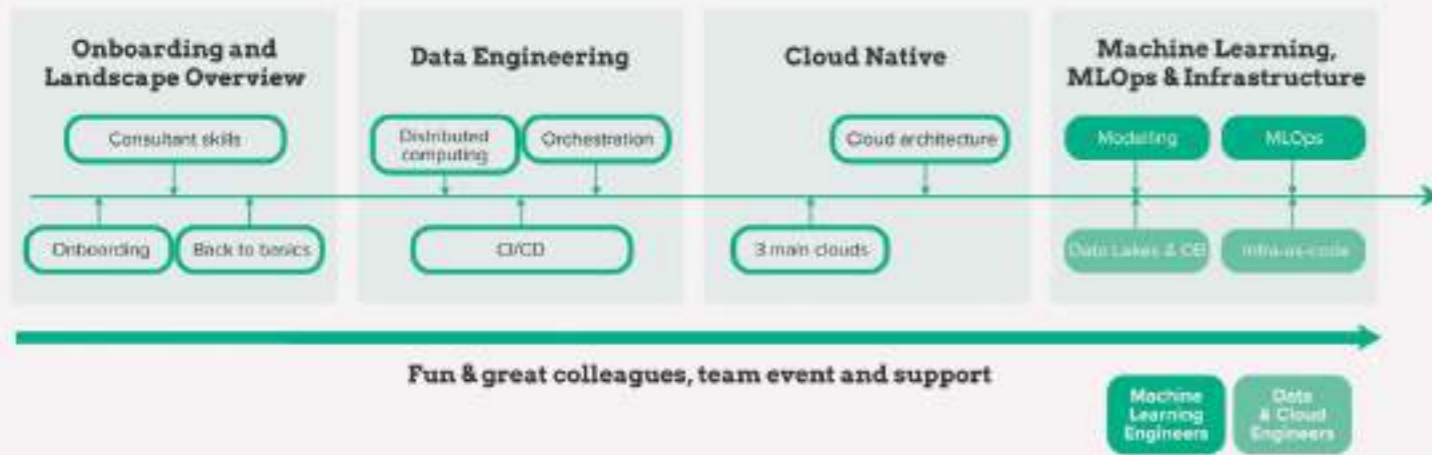 Onboarding and
Landscape Overview
Consultant skills
Onboarding
Back to basics
Data Engineering
Distributed
computing
Orchestration
CI/CD
Cloud Native
Cloud architecture
3 main clouds
Machine Learning,
MLOps & Infrastructure
Modelling
MLOps
Data Lakes & DB
Infra-as-code
Fun & great colleagues, team event and support
Machine
Learning
Engineers
Data
& Cloud
Engineers